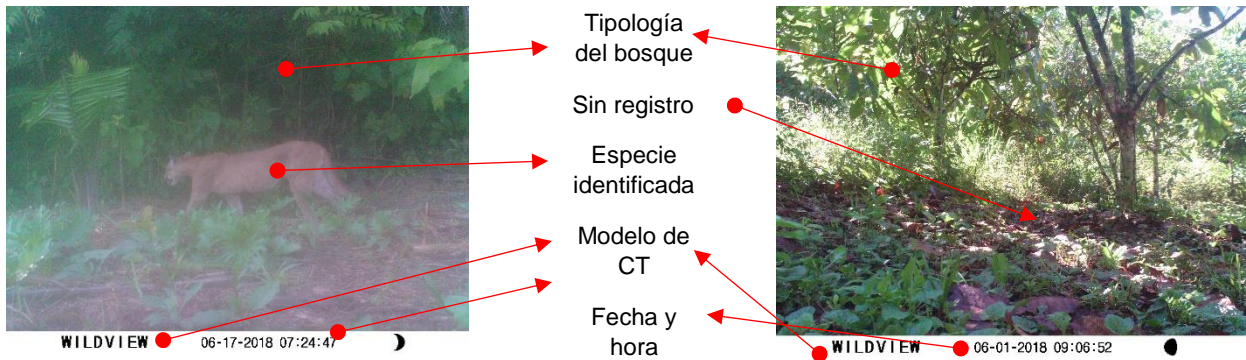 Tipología
del bosque
Sin registro
Especie
identificada
Modelo de
CT
Fecha y
hora
WILDVIEW 06-17-2018 07:24:47
WILDVIEW 06-01-2018 09:06:52